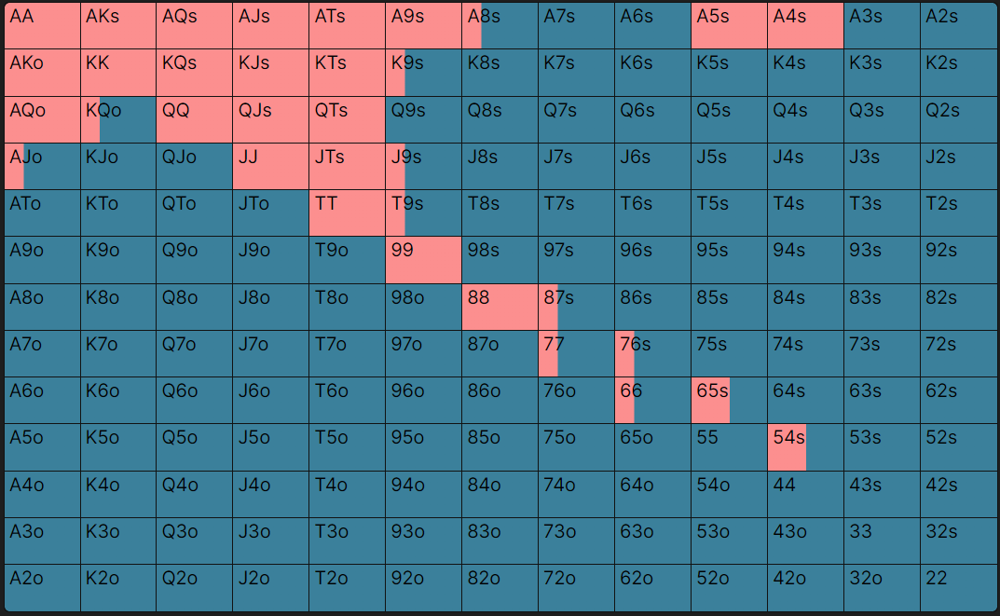 AA AKs AQs AJs ATs A9s A8s A7s A6s A5s A4s A3s A2s
AKo KK KQs KJs KTs K9s K8s K7s K6s K5s K4s K3s K2s
AQo KQo QQ QJs QTs Q9s Q8s Q7s Q6s Q5s Q4s Q3s Q2s
AJo KJo QJo JJ JTs J9s J8s J7s J6s J5s J4s J3s J2s
ATo KTo QTo JTo TT T9s T8s T7s T6s T5s T4s T3s T2s
A9o K9o Q9o J9o T9o 99 98s 97s 96s 95s 94s 93s 92s
A8o K8o Q8o J8o T8o 98o 88 87s 86s 85s 84s 83s 82s
A7o K7o Q7o J7o T7o 97o 87o 77 76s 75s 74s 73s 72s
A6o K6o Q6o J6o T6o 96o 86o 76o 66 65s 64s 63s 62s
A5o K5o Q5o J5o T5o 95o 85o 75o 65o 55 54s 53s 52s
A4o K4o Q4o J4o T4o 94o 84o 74o 64o 54o 44 43s 42s
A3o K3o Q3o J3o T3o 93o 83o 73o 63o 53o 43o 33 32s
A2o K2o Q2o J2o T2o 92o 82o 72o 62o 52o 42o 32o 22